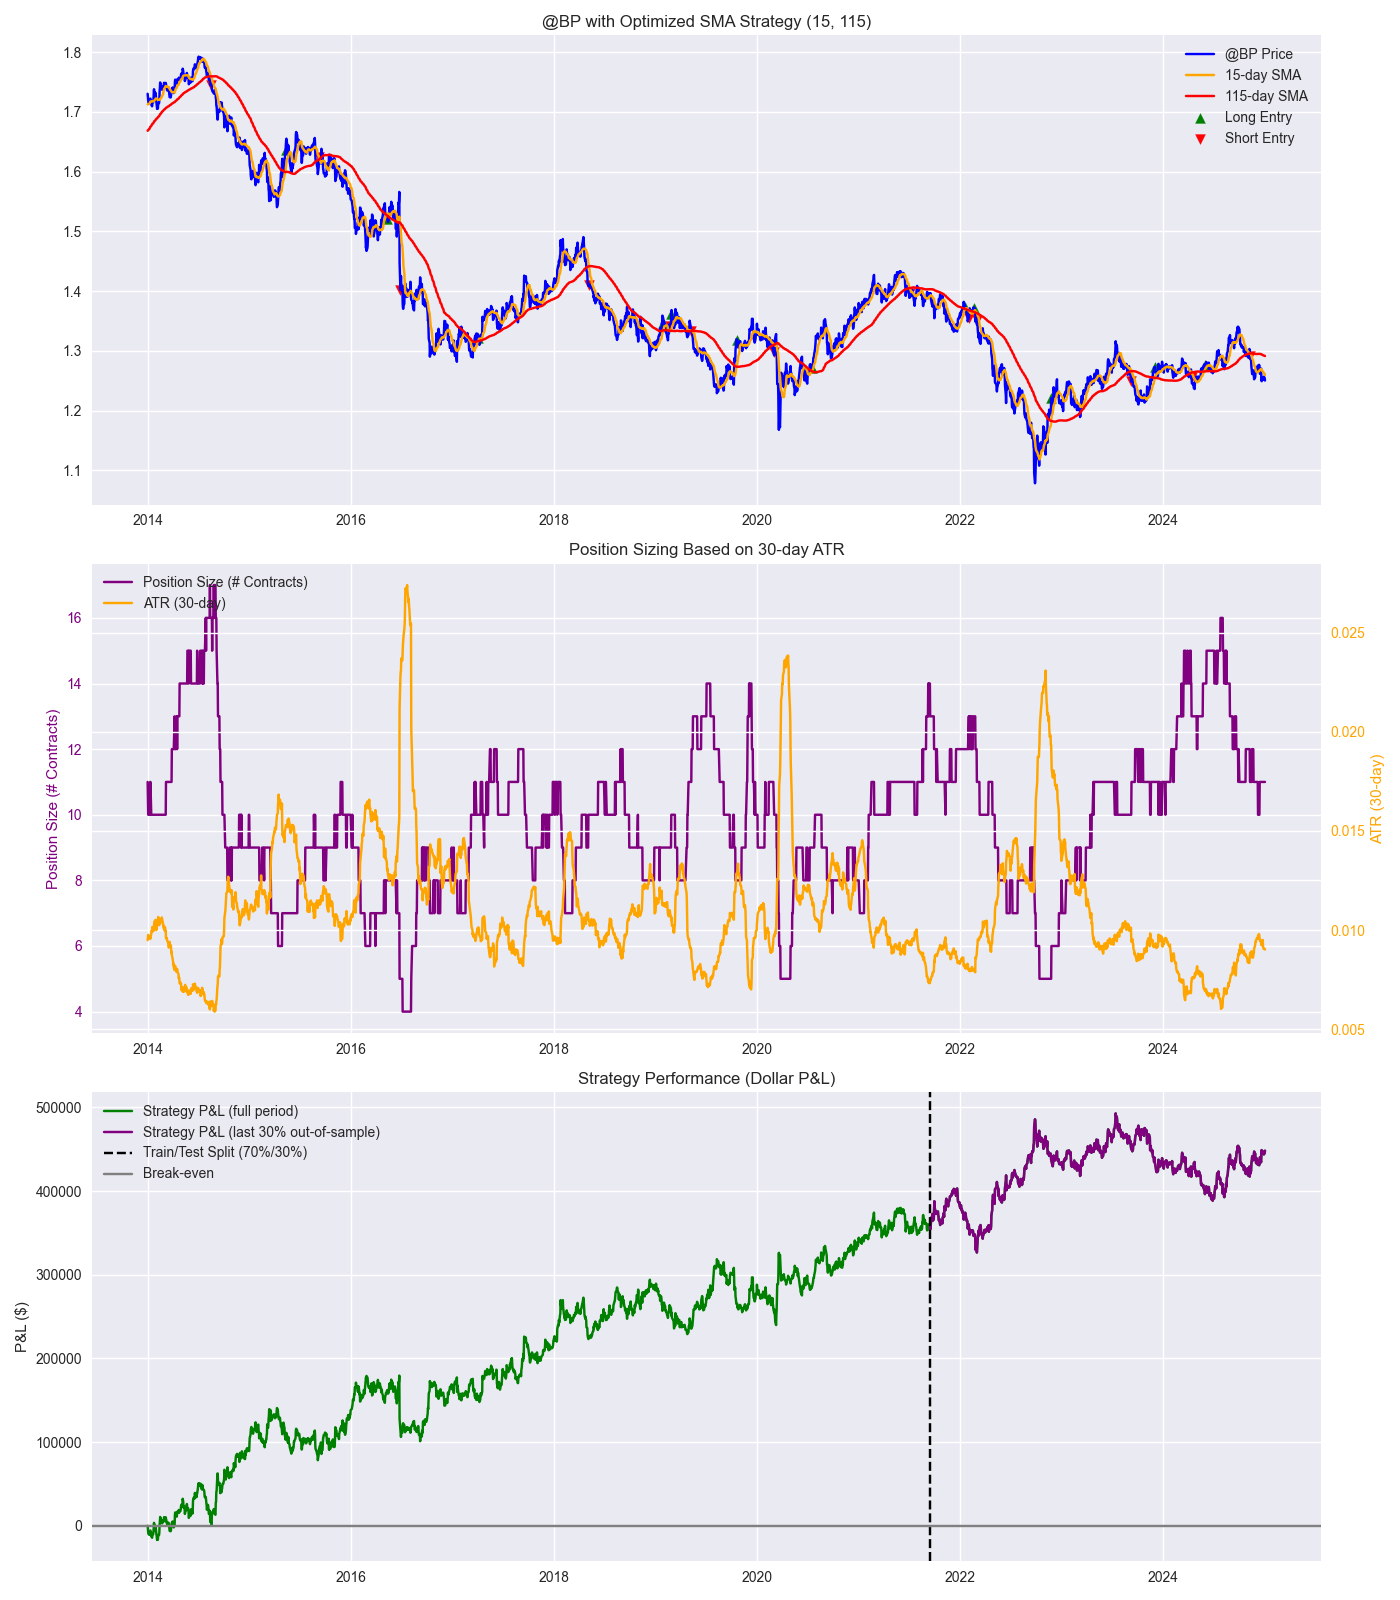 @BP with Optimized SMA Strategy (15, 115)
1.8
1.7
1.6
1.5
1.4
1.3
1.2
1.1
@BP Price
15-day SMA
115-day SMA
Long Entry
Short Entry
2014 2016 2018 2020 2022 2024
Position Sizing Based on 30-day ATR
Position Size (# Contracts)
16
14
12
10
8
6
4
Position Size (# Contracts)
ATR (30-day)
0.025
0.020
0.015
0.010
0.005
ATR (30-day)
2014 2016 2018 2020 2022 2024
Strategy Performance (Dollar P&L)
P&L ($)
500000
400000
300000
200000
100000
0
Strategy P&L (full period)
Strategy P&L (last 30% out-of-sample)
Train/Test Split (70%/30%)
Break-even
2014 2016 2018 2020 2022 2024